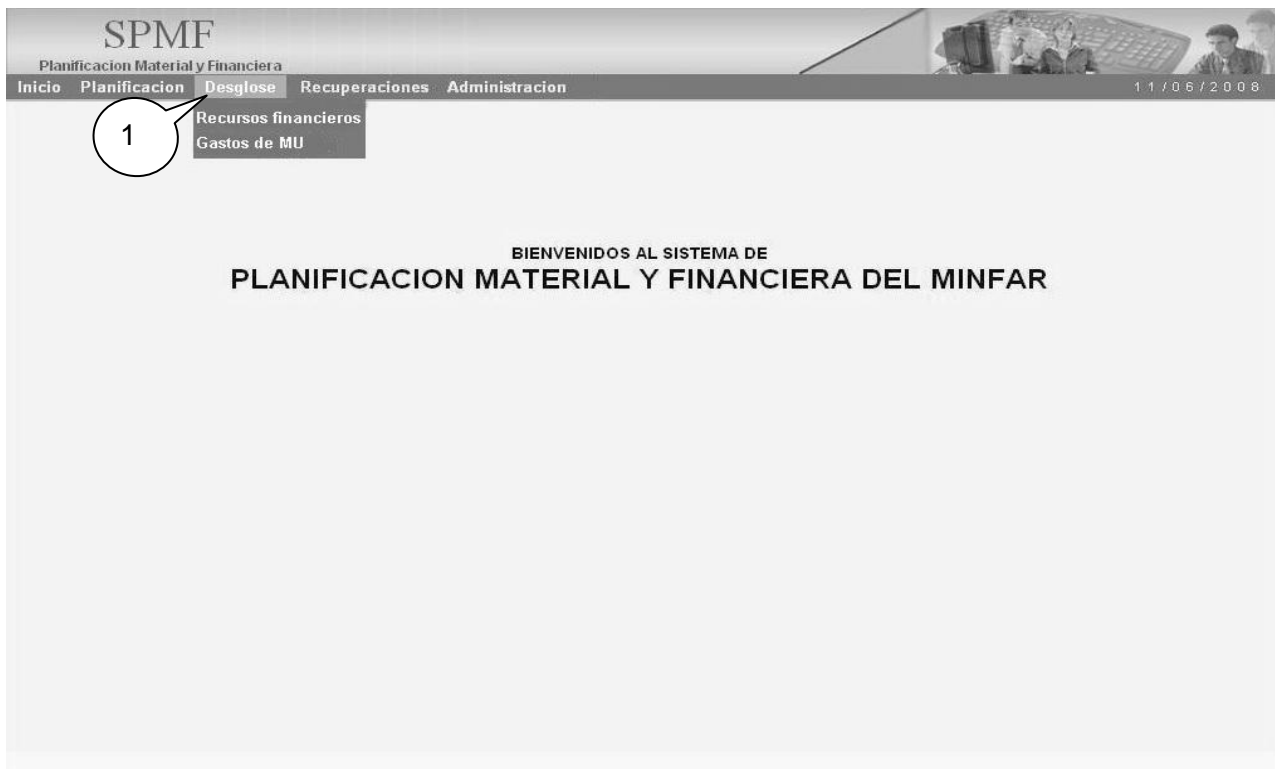 SPMF
Planificacion Material y Financiera
Inicio Planificacion Desglose Recuperaciones Administracion 11/06/2008
1
Recursos financieros
Gastos de MU
BIENVENIDOS AL SISTEMA DE
PLANIFICACION MATERIAL Y FINANCIERA DEL MINFAR